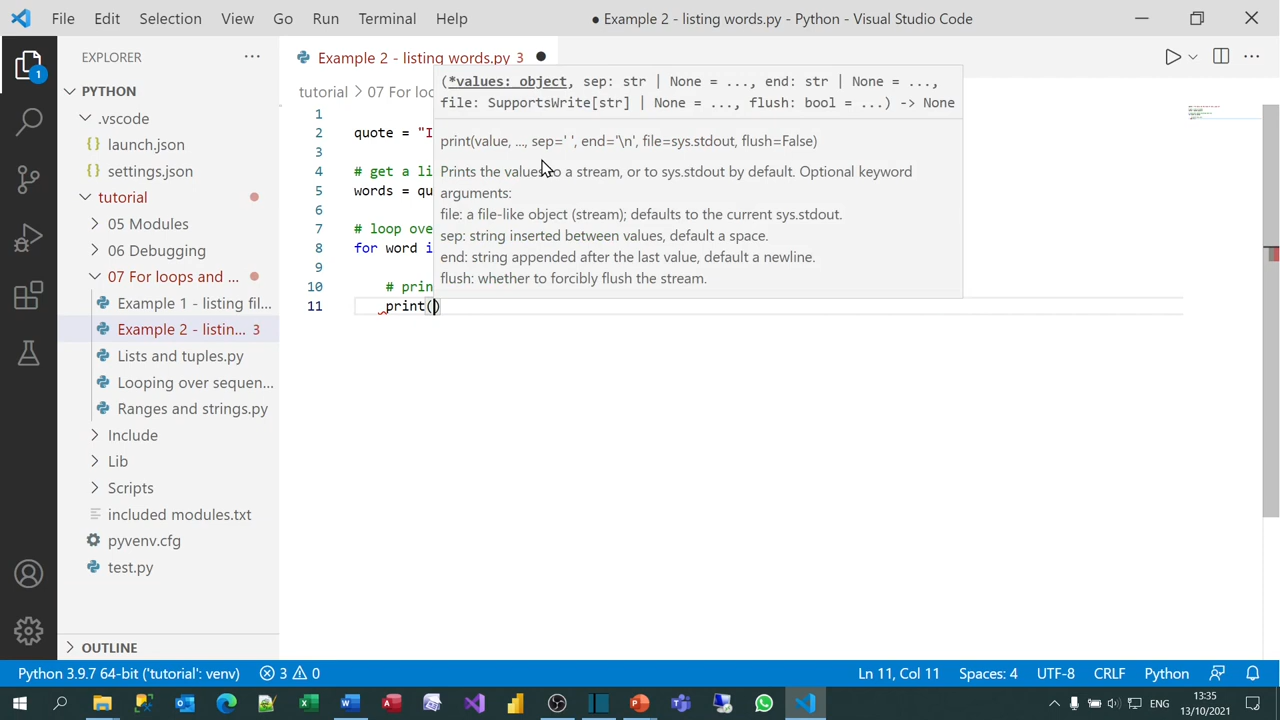 File Edit Selection View Go Run Terminal Help ● Example 2 - listing words.py - Python - Visual Studio Code
EXPLORER ···
Example 2 - listing words.py 3 ●
PYTHON
.vscode
launch.json
settings.json
tutorial
05 Modules
06 Debugging
07 For loops and ...
Example 1 - listing fil...
Example 2 - listin... 3
Lists and tuples.py
Looping over sequen...
Ranges and strings.py
Include
Lib
Scripts
included modules.txt
pyvenv.cfg
test.py
OUTLINE
1
tutorial > 07 For loo
(*values: object, sep: str | None = ..., end: str | None = ...,
file: SupportsWrite[str] | None = ..., flush: bool = ...) -> None
print(value, ..., sep=' ', end='\n', file=sys.stdout, flush=False)
Prints the values to a stream, or to sys.stdout by default. Optional keyword
arguments:
file: a file-like object (stream); defaults to the current sys.stdout.
sep: string inserted between values, default a space.
end: string appended after the last value, default a newline.
flush: whether to forcibly flush the stream.
1
2 quote = "I
3
4 # get a li
5 words = qu
6
7 # loop ove
8 for word i
9
10 # prin
11 print()
Python 3.9.7 64-bit ('tutorial': venv) 3 0 Ln 11, Col 11 Spaces: 4 UTF-8 CRLF Python
ENG 13:35
13/10/2021